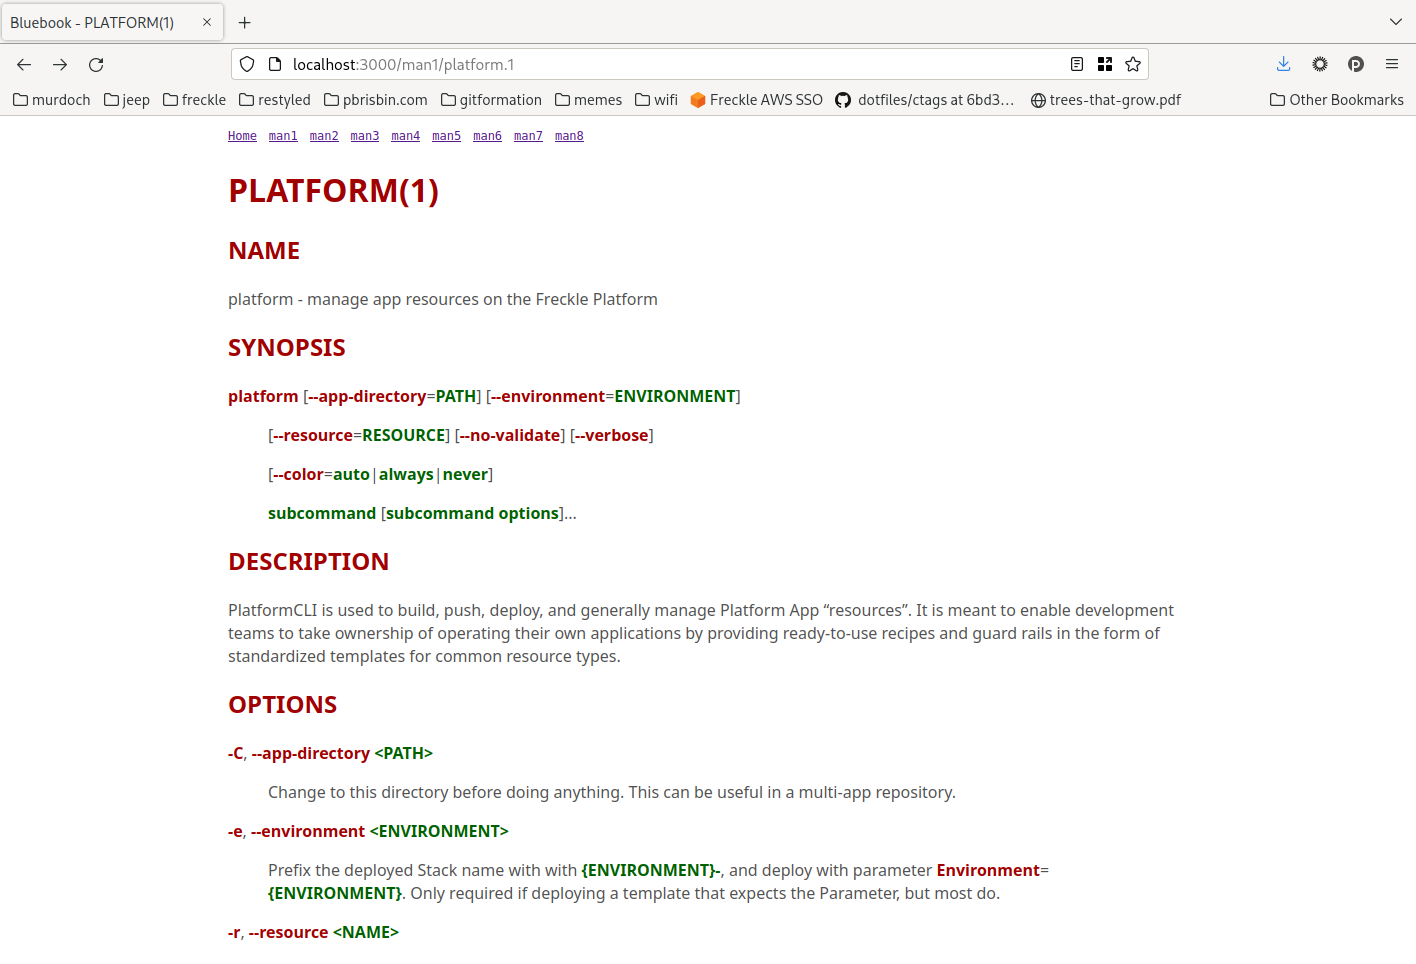 Bluebook - PLATFORM(1)
localhost:3000/man1/platform.1
murdoch jeep freckle restyled pbrisbin.com gitformation memes wifi Freckle AWS SSO dotfiles/ctags at 6bd3... trees-that-grow.pdf Other Bookmarks
Home man1 man2 man3 man4 man5 man6 man7 man8
PLATFORM(1)
NAME
platform - manage app resources on the Freckle Platform
SYNOPSIS
platform [--app-directory=PATH] [--environment=ENVIRONMENT]
[--resource=RESOURCE] [--no-validate] [--verbose]
[--color=auto|always|never]
subcommand [subcommand options]...
DESCRIPTION
PlatformCLI is used to build, push, deploy, and generally manage Platform App “resources”. It is meant to enable development
teams to take ownership of operating their own applications by providing ready-to-use recipes and guard rails in the form of
standardized templates for common resource types.
OPTIONS
-C, --app-directory <PATH>
Change to this directory before doing anything. This can be useful in a multi-app repository.
-e, --environment <ENVIRONMENT>
Prefix the deployed Stack name with with {ENVIRONMENT}-, and deploy with parameter Environment=
{ENVIRONMENT}. Only required if deploying a template that expects the Parameter, but most do.
-r, --resource <NAME>